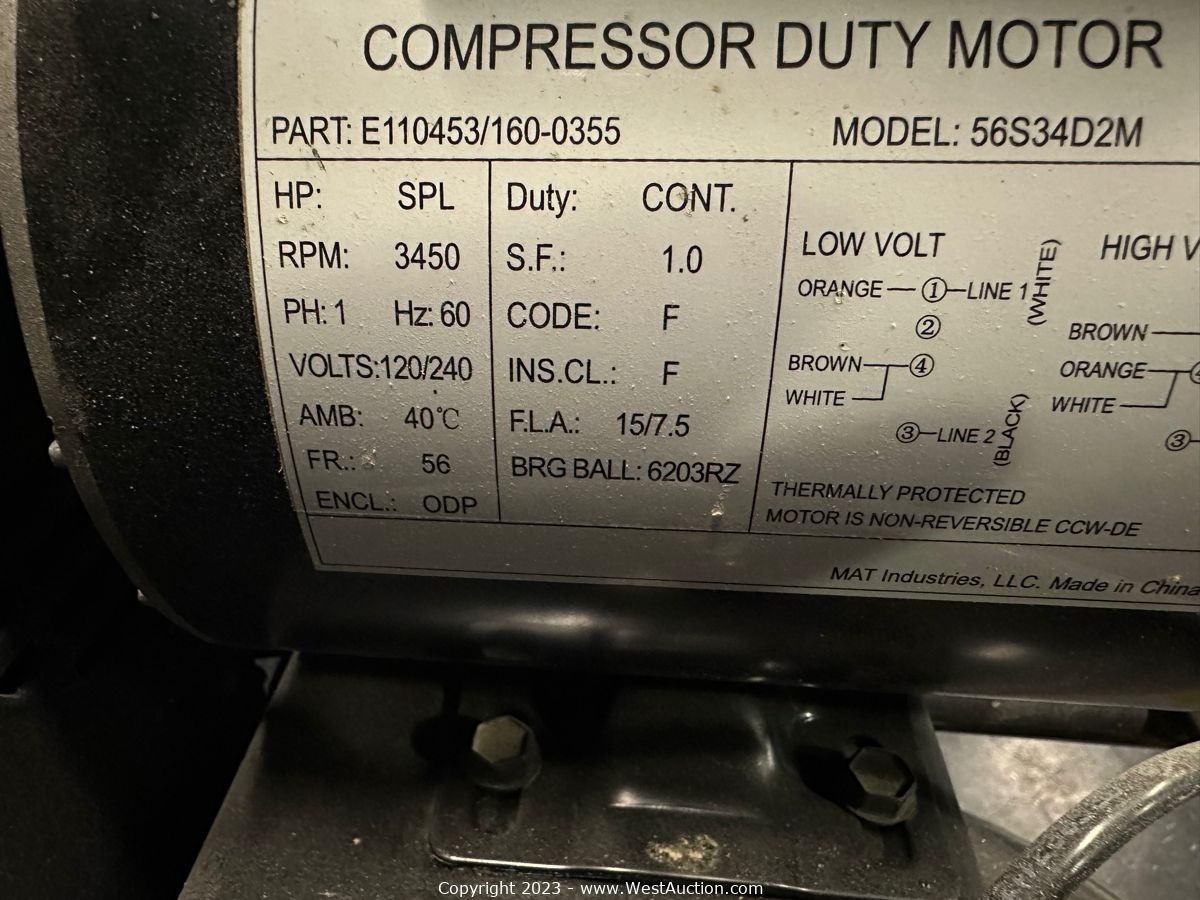 COMPRESSOR DUTY MOTOR
PART: E110453/160-0355
MODEL: 56S34D2M
HP: SPL
RPM: 3450
PH: 1 Hz: 60
VOLTS:120/240
AMB: 40℃
FR.: 56
ENCL.: ODP
Duty: CONT.
S.F.: 1.0
CODE: F
INS.CL.: F
F.L.A.: 15/7.5
BRG BALL: 6203RZ
LOW VOLT
ORANGE ① LINE 1
(WHITE)
②
BROWN ④
WHITE
③ LINE 2
(BLACK)
HIGH V
BROWN
ORANGE
WHITE
③
THERMALLY PROTECTED
MOTOR IS NON-REVERSIBLE CCW-DE
MAT Industries, LLC. Made in China
Copyright 2023 - www.WestAuction.com